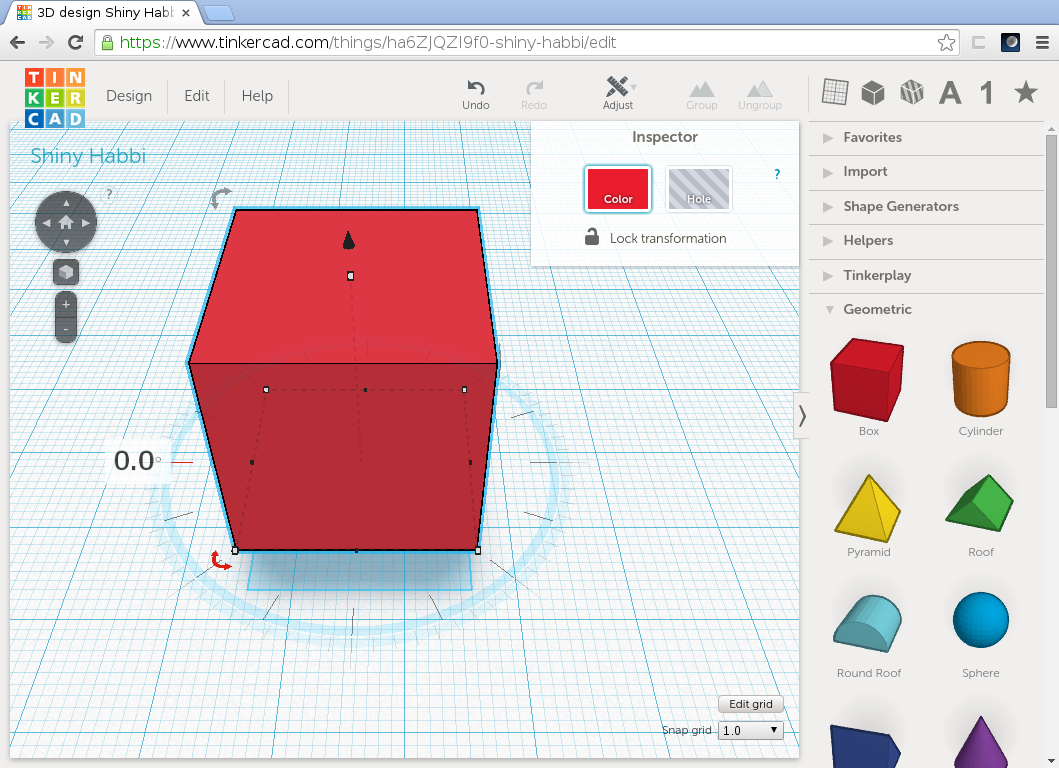 3D design Shiny Habb
https://www.tinkercad.com/things/ha6ZJQZI9f0-shiny-habbi/edit
TIN
KER
CAD
Design
Edit
Help
Undo
Redo
Adjust
Group
Ungroup
A
1
Shiny Habbi
?
+
-
0.0°
Inspector
Color
Hole
?
Lock transformation
Edit grid
Snap grid
1.0
Favorites
Import
Shape Generators
Helpers
Tinkerplay
Geometric
Box
Cylinder
Pyramid
Roof
Round Roof
Sphere